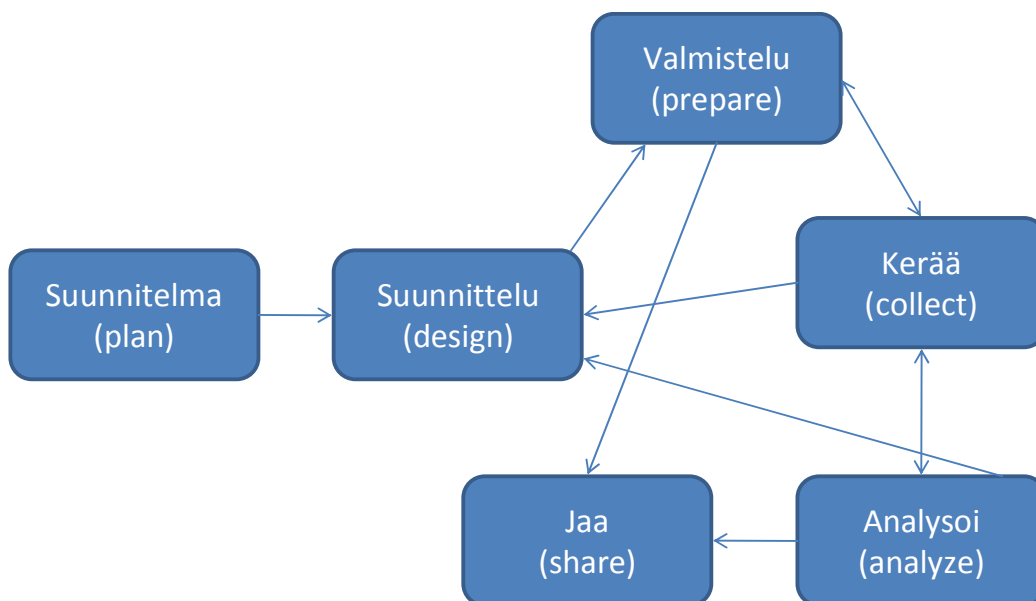 Valmistelu
(prepare)
Suunnitelma
(plan)
Suunnittelu
(design)
Kerää
(collect)
Jaa
(share)
Analysoi
(analyze)